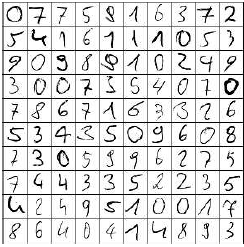 0 7 7 5 8 1 6 3 7 2
5 4 1 6 1 1 1 0 5 3
9 0 9 8 8 1 0 2 4 9
3 0 0 7 3 5 4 0 7 0
7 8 6 7 1 6 3 3 2 6
5 3 4 3 5 0 9 6 0 8
7 3 0 5 9 9 6 2 7 5
7 4 4 3 3 5 2 2 3 5
4 2 4 9 5 1 0 0 1 7
8 6 4 0 4 1 4 8 9 3